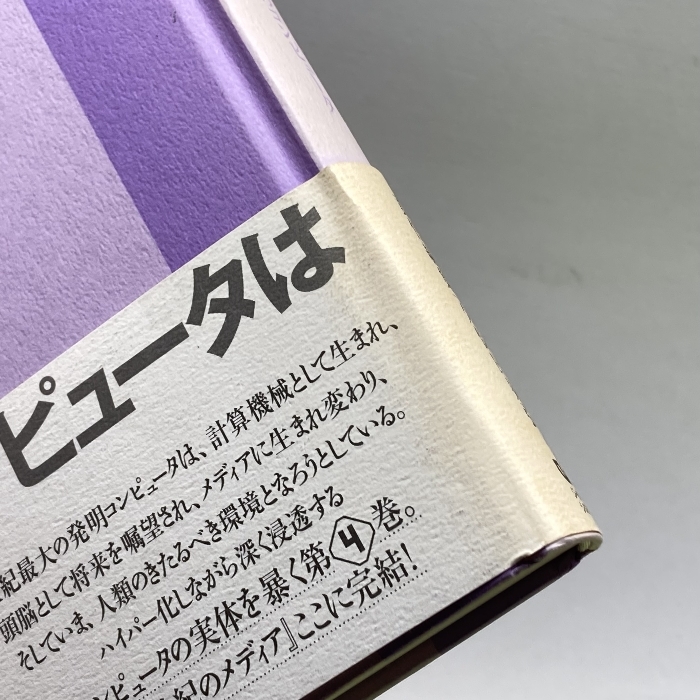 ピュータは
紀最大の発明コンピュータは、計算機械として生まれ、
頭脳として将来を嘱望され、メディアに生まれ変わり、
そしていま、人類のきたるべき環境となろうとしている。
ハイパー化しながら深く浸透する
ンピュータの実体を暴く第4巻。
紀のメディア』ここに完結!